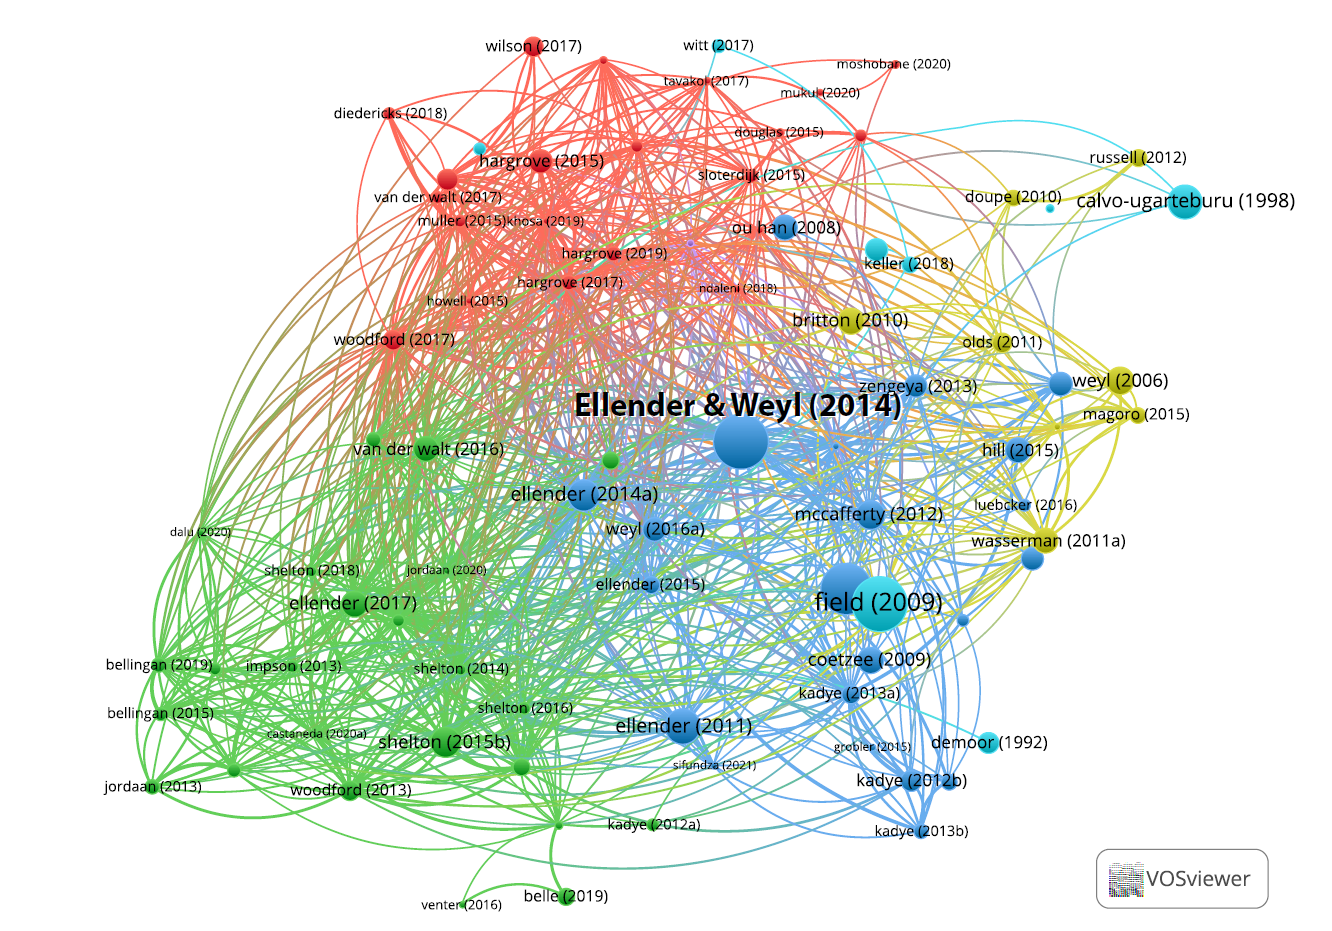 wilson (2017)
witt (2017)
moshobane (2020)
tavakol (2017)
mukul (2020)
diedericks (2018)
douglas (2015)
hargrove (2015)
russell (2012)
sloterdijk (2015)
van der walt (2017)
doupe (2010)
calvo-ugarteburu (1998)
muller (2015)
khosa (2019)
ou han (2008)
hargrove (2019)
keller (2018)
hargrove (2017)
ndaleni (2018)
howell (2015)
britton (2010)
woodford (2017)
olds (2011)
zengeya (2013)
weyl (2006)
Ellender & Weyl (2014)
magoro (2015)
van der walt (2016)
hill (2015)
ellender (2014a)
luebcker (2016)
mccafferty (2012)
weyl (2016a)
dalu (2020)
wasserman (2011a)
shelton (2018)
jordaan (2020)
ellender (2015)
ellender (2017)
field (2009)
bellingan (2019)
impson (2013)
shelton (2014)
coetzee (2009)
kadye (2013a)
shelton (2016)
bellingan (2015)
ellender (2011)
castaneda (2020a)
shelton (2015b)
grobler (2015)
demoor (1992)
sifundza (2021)
jordaan (2013)
woodford (2013)
kadye (2012b)
kadye (2012a)
kadye (2013b)
belle (2019)
venter (2016)
VOSviewer